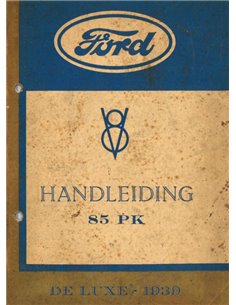 Ford
V8
HANDLEIDING
85 PK
DE LUXE - 1939